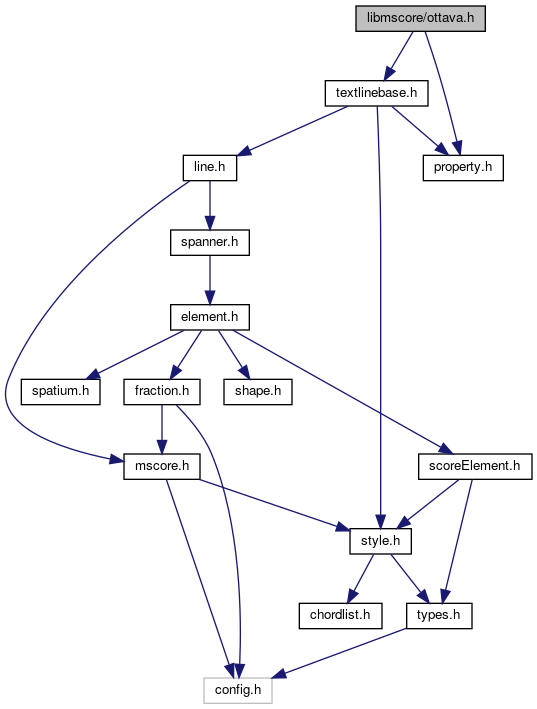 libmscore/ottava.h
textlinebase.h
line.h
property.h
spanner.h
element.h
spatium.h
fraction.h
shape.h
mscore.h
scoreElement.h
style.h
chordlist.h
types.h
config.h